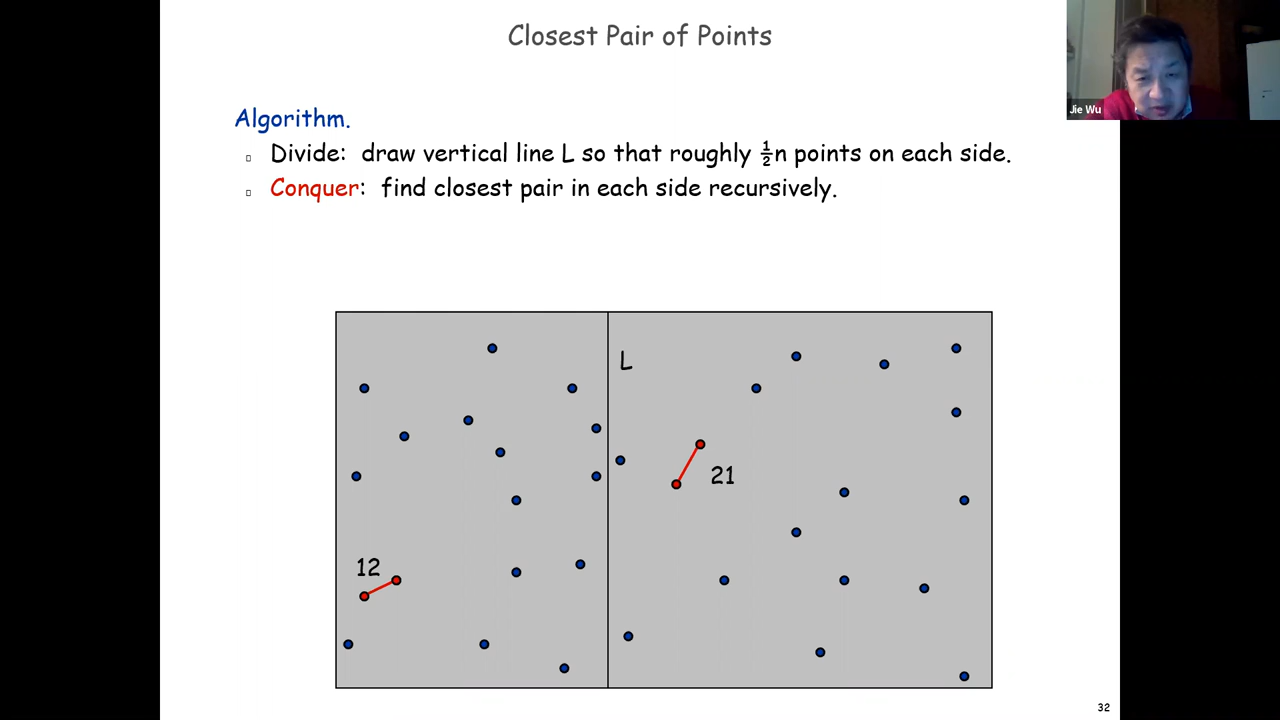 Closest Pair of Points
Jie Wu
Algorithm.
Divide: draw vertical line L so that roughly ½n points on each side.
Conquer: find closest pair in each side recursively.
L
21
12
32